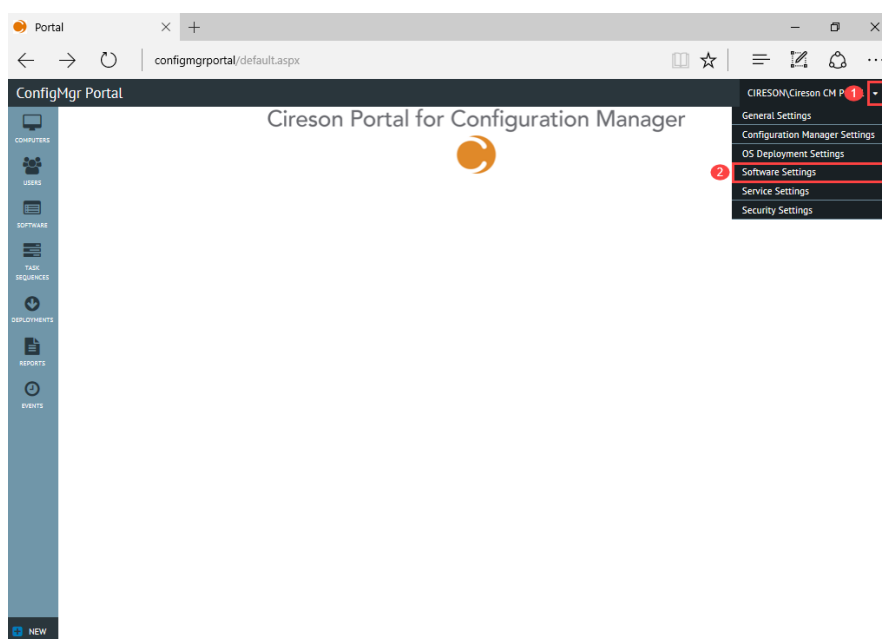 Portal
configmgrportal/default.aspx
ConfigMgr Portal
CIRESON\Cireson CM P
1
Cireson Portal for Configuration Manager
General Settings
Configuration Manager Settings
OS Deployment Settings
2
Software Settings
Service Settings
Security Settings
COMPUTERS
USERS
SOFTWARE
TASK
SEQUENCES
DEPLOYMENTS
REPORTS
EVENTS
NEW